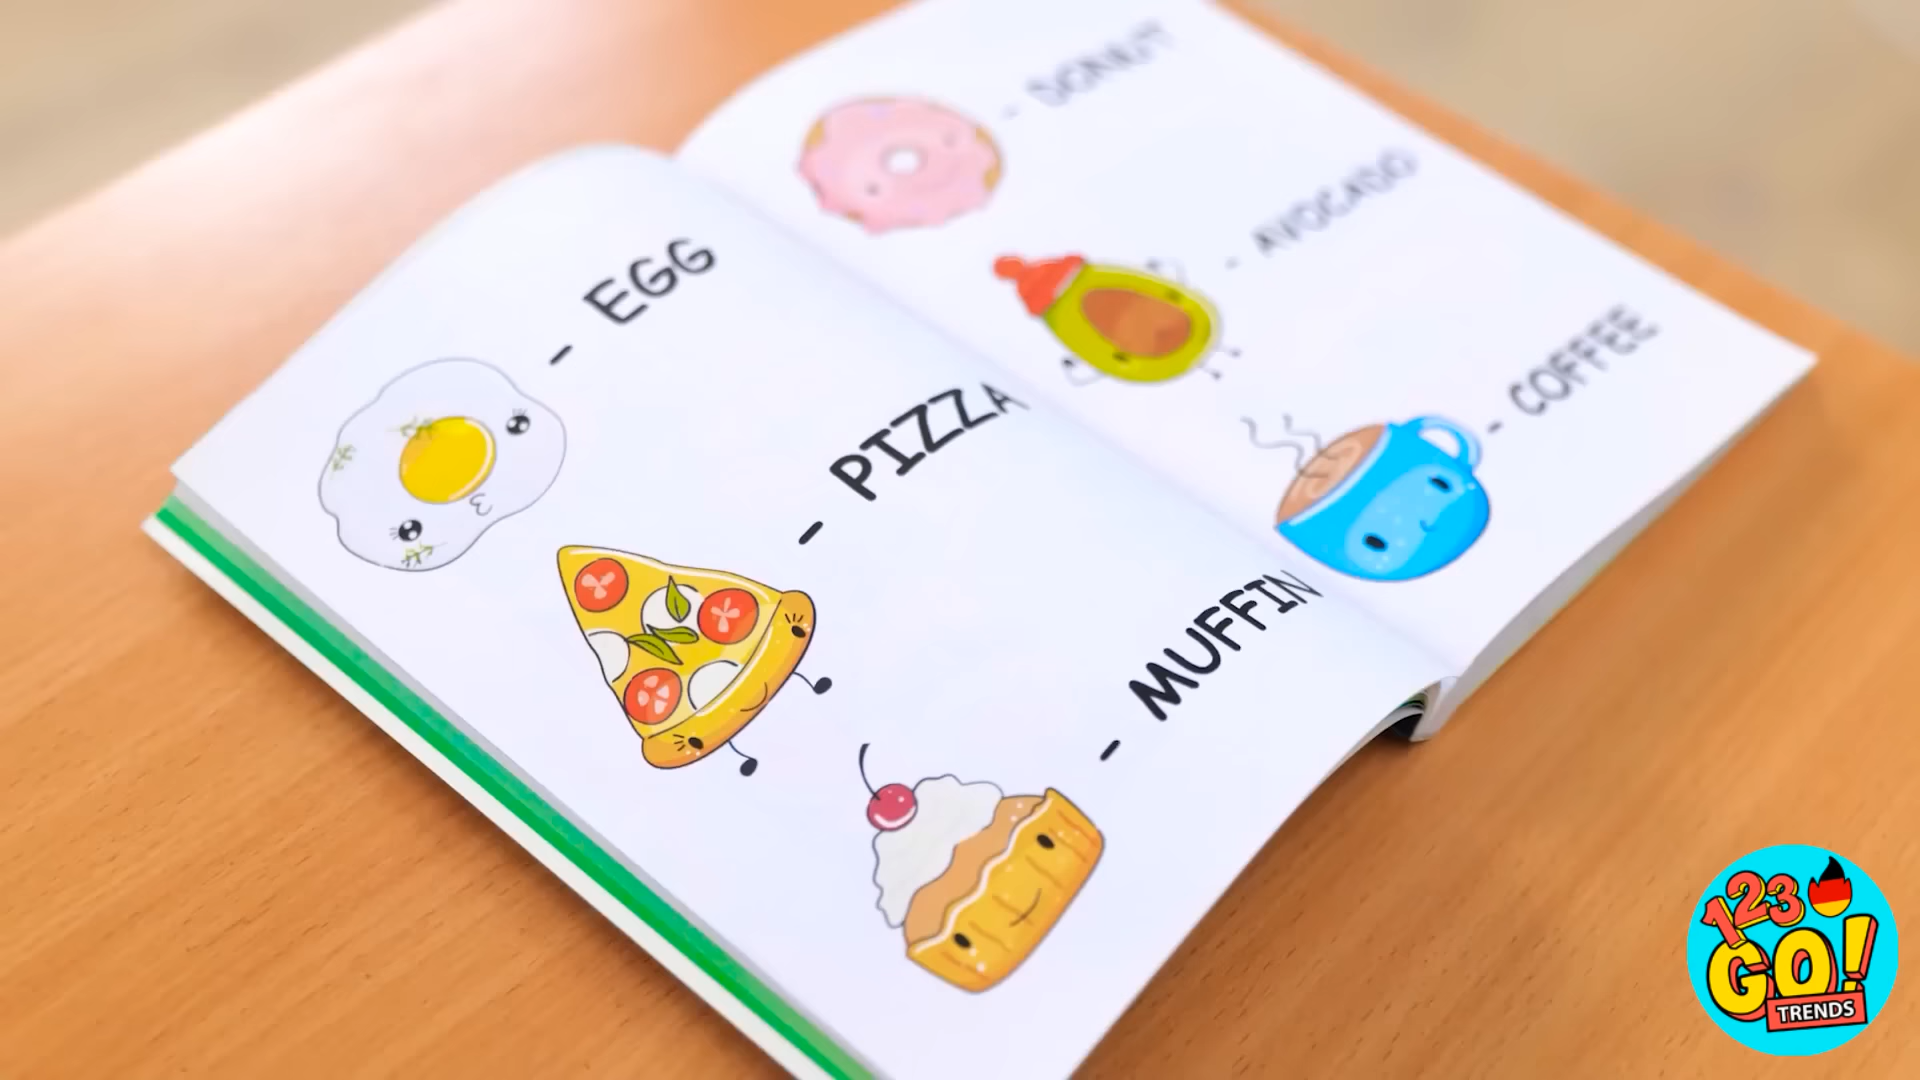 - EGG
- PIZZA
- MUFFIN
- DONUT
- AVOCADO
- COFFEE
123
GO!
TRENDS